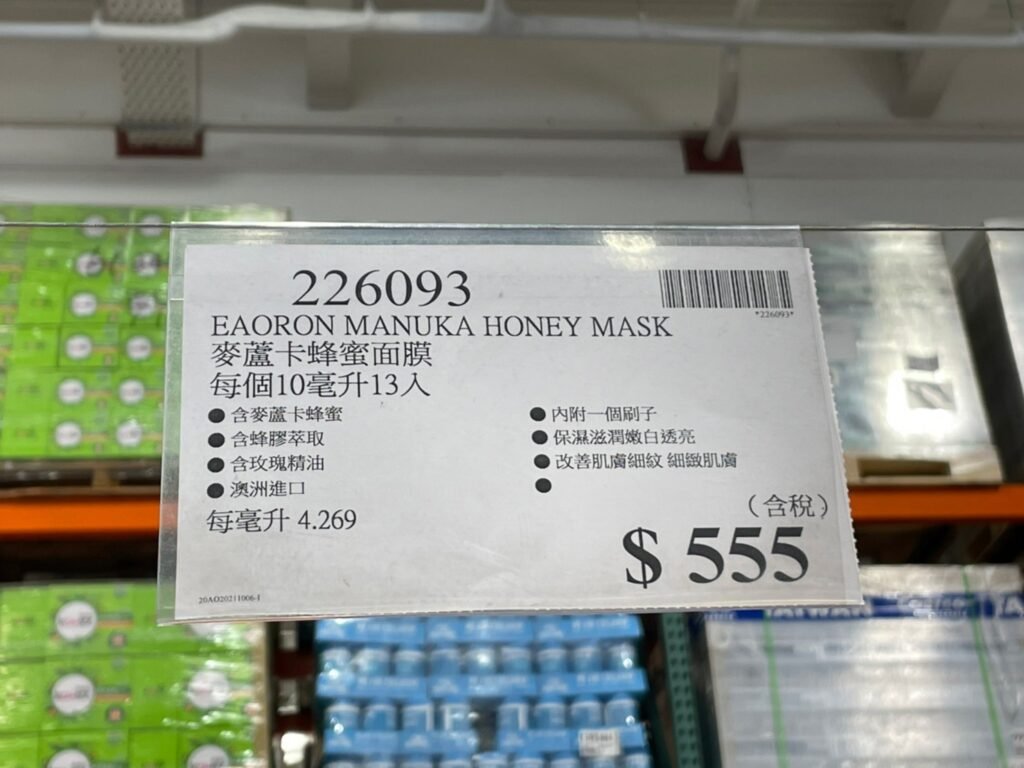 226093
*226093*
EAORON MANUKA HONEY MASK
麥蘆卡蜂蜜面膜
每個10毫升13入
●含麥蘆卡蜂蜜
●含蜂膠萃取
●含玫瑰精油
●澳洲進口
●內附一個刷子
●保濕滋潤嫩白透亮
●改善肌膚細紋 細緻肌膚
●
每毫升 4.269
(含稅)
$ 555
20AO20211006-1